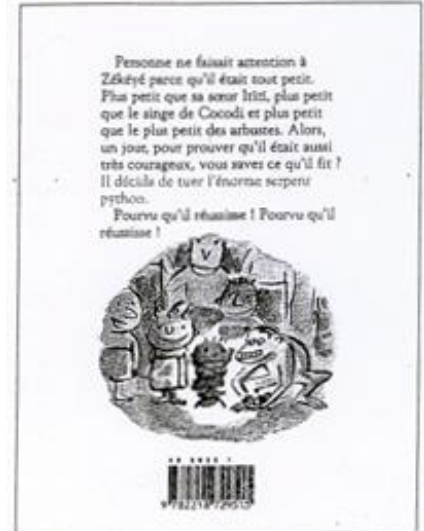 Personne ne faisait attention à
Zékéyé parce qu'il était tout petit.
Plus petit que sa sœur Iriti, plus petit
que le singe de Cocodi et plus petit
que le plus petit des arbustes. Alors,
un jour, pour prouver qu'il était aussi
très courageux, vous savez ce qu'il fit ?
Il décida de tuer l'énorme serpent
python.
Pourvu qu'il réussisse ! Pourvu qu'il
réussisse !